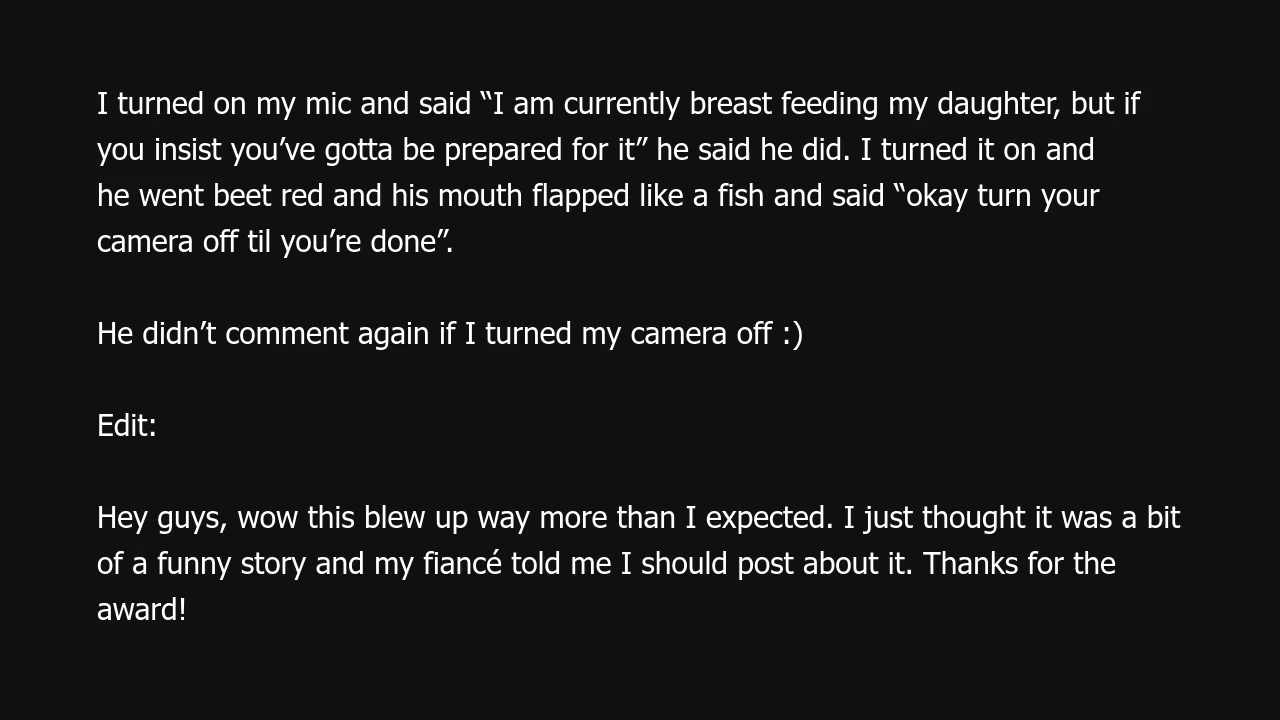 I turned on my mic and said “I am currently breast feeding my daughter, but if
you insist you’ve gotta be prepared for it” he said he did. I turned it on and
he went beet red and his mouth flapped like a fish and said “okay turn your
camera off til you’re done”.
He didn’t comment again if I turned my camera off :)
Edit:
Hey guys, wow this blew up way more than I expected. I just thought it was a bit
of a funny story and my fiancé told me I should post about it. Thanks for the
award!